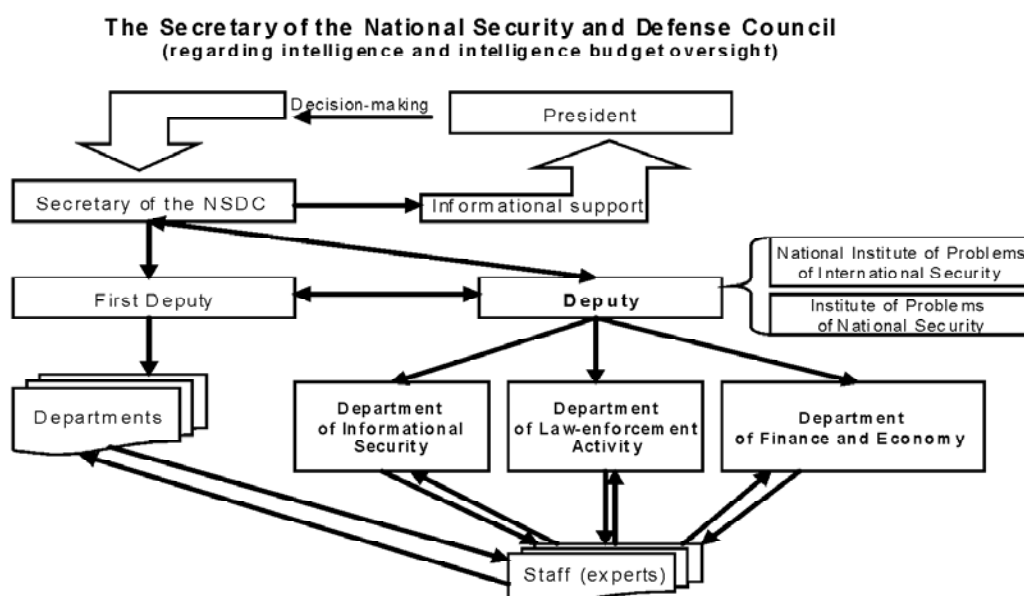 The Secretary of the National Security and Defense Council
(regarding intelligence and intelligence budget oversight)
Decision-making
President
Secretary of the NSDC
Informational support
National Institute of Problems
of International Security
First Deputy
Deputy
Institute of Problems
of National Security
Departments
Department
of Informational
Security
Department
of Law-enforcement
Activity
Department
of Finance and Economy
Staff (experts)